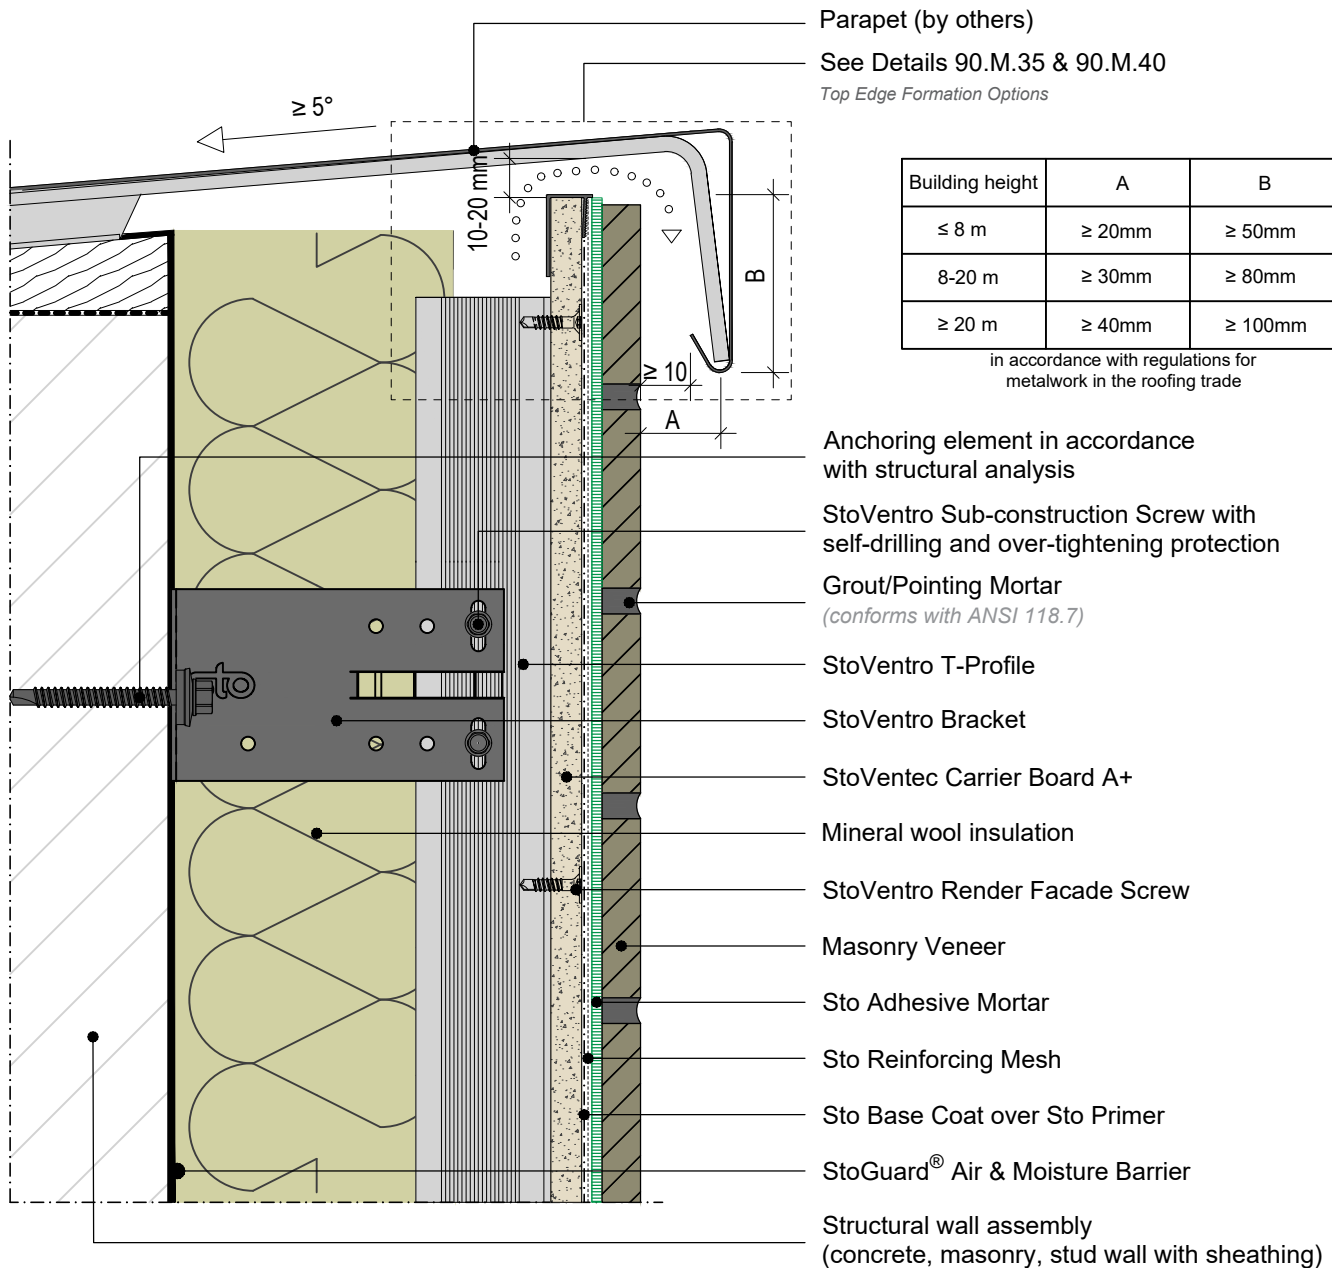 Parapet (by others)
See Details 90.M.35 & 90.M.40
Top Edge Formation Options
≥ 5°
10-20 mm
B
≥ 10
A
Building height A B
≤ 8 m ≥ 20mm ≥ 50mm
8-20 m ≥ 30mm ≥ 80mm
≥ 20 m ≥ 40mm ≥ 100mm
in accordance with regulations for
metalwork in the roofing trade
Anchoring element in accordance
with structural analysis
StoVentro Sub-construction Screw with
self-drilling and over-tightening protection
Grout/Pointing Mortar
(conforms with ANSI 118.7)
StoVentro T-Profile
StoVentro Bracket
StoVentec Carrier Board A+
Mineral wool insulation
StoVentro Render Facade Screw
Masonry Veneer
Sto Adhesive Mortar
Sto Reinforcing Mesh
Sto Base Coat over Sto Primer
StoGuard® Air & Moisture Barrier
Structural wall assembly
(concrete, masonry, stud wall with sheathing)